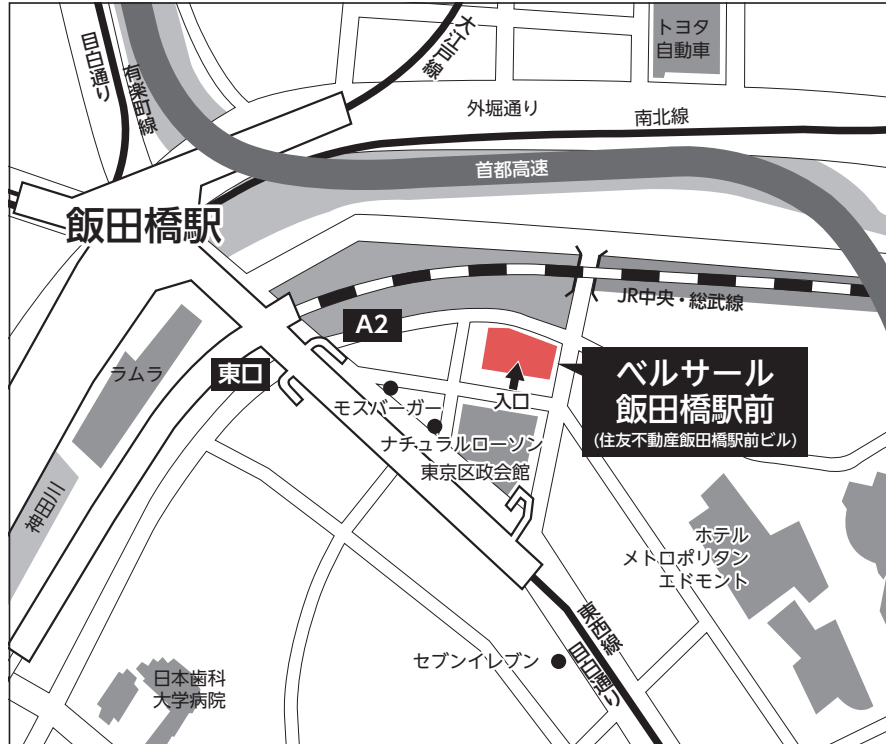 トヨタ
自動車
大江戸線
目白通り
有楽町線
外堀通り
南北線
首都高速
飯田橋駅
JR中央・総武線
A2
東口
ラムラ
モスバーガー
入口
ベルサール
飯田橋駅前
(住友不動産飯田橋駅前ビル)
ナチュラルローソン
東京区政会館
神田川
ホテル
メトロポリタン
エドモント
東西線
目白通り
セブンイレブン
日本歯科
大学病院